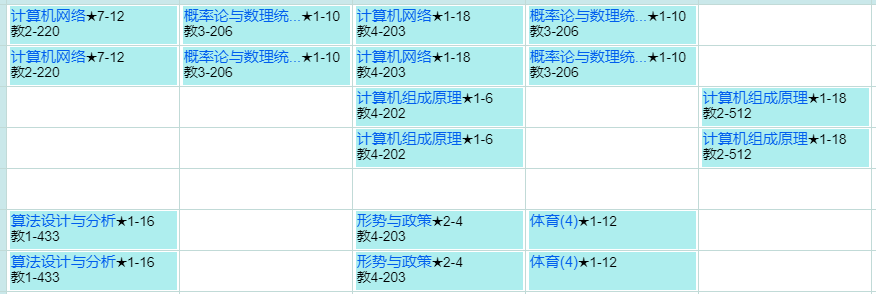 计算机网络★7-12
教2-220
概率论与数理统...★1-10
教3-206
计算机网络★1-18
教4-203
概率论与数理统...★1-10
教3-206
计算机网络★7-12
教2-220
概率论与数理统...★1-10
教3-206
计算机网络★1-18
教4-203
概率论与数理统...★1-10
教3-206
计算机组成原理★1-6
教4-202
计算机组成原理★1-18
教2-512
计算机组成原理★1-6
教4-202
计算机组成原理★1-18
教2-512
算法设计与分析★1-16
教1-433
形势与政策★2-4
教4-203
体育(4)★1-12
算法设计与分析★1-16
教1-433
形势与政策★2-4
教4-203
体育(4)★1-12